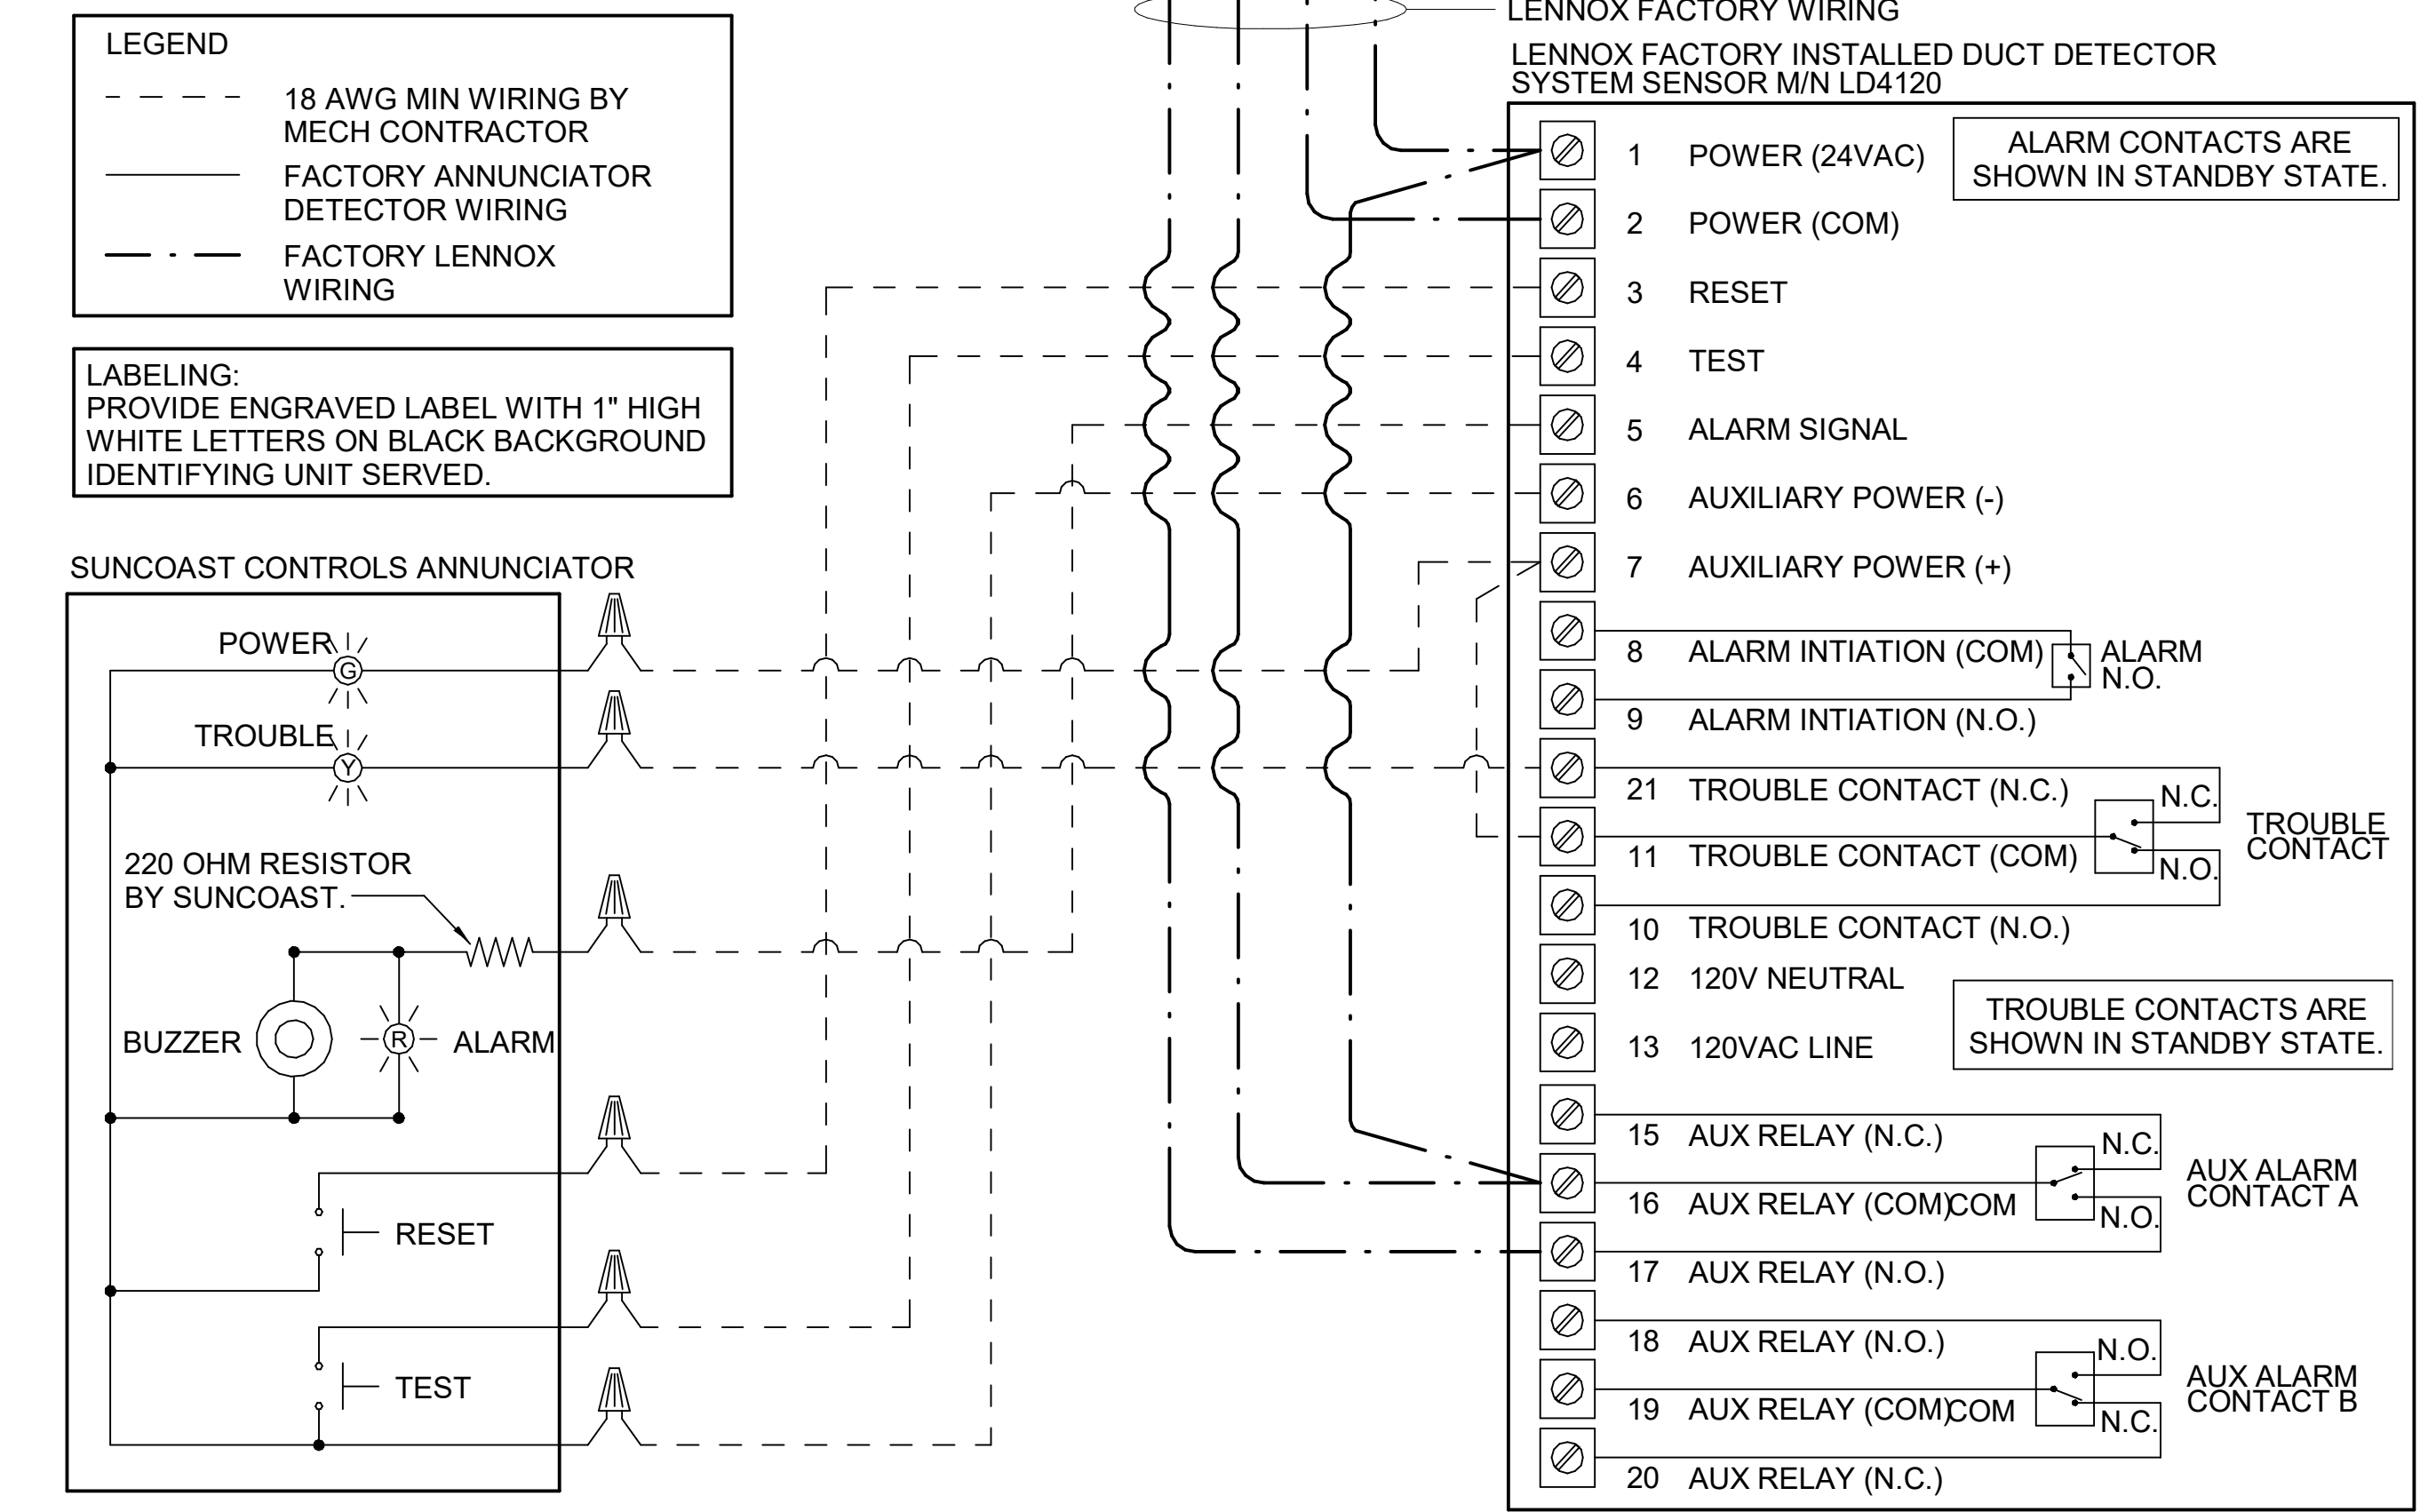 LENNOX FACTORY WIRING
LEGEND
18 AWG MIN WIRING BY
MECH CONTRACTOR
FACTORY ANNUNCIATOR
DETECTOR WIRING
FACTORY LENNOX
WIRING
LABELING:
PROVIDE ENGRAVED LABEL WITH 1" HIGH
WHITE LETTERS ON BLACK BACKGROUND
IDENTIFYING UNIT SERVED.
SUNCOAST CONTROLS ANNUNCIATOR
POWER
G
TROUBLE
Y
220 OHM RESISTOR
BY SUNCOAST.
BUZZER
R
ALARM
RESET
TEST
LENNOX FACTORY INSTALLED DUCT DETECTOR
SYSTEM SENSOR M/N LD4120
1 POWER (24VAC)
ALARM CONTACTS ARE
SHOWN IN STANDBY STATE.
2 POWER (COM)
3 RESET
4 TEST
5 ALARM SIGNAL
6 AUXILIARY POWER (-)
7 AUXILIARY POWER (+)
8 ALARM INTIATION (COM)
ALARM
N.O.
9 ALARM INTIATION (N.O.)
21 TROUBLE CONTACT (N.C.)
N.C.
TROUBLE
CONTACT
11 TROUBLE CONTACT (COM)
N.O.
10 TROUBLE CONTACT (N.O.)
12 120V NEUTRAL
TROUBLE CONTACTS ARE
SHOWN IN STANDBY STATE.
13 120VAC LINE
15 AUX RELAY (N.C.)
N.C.
AUX ALARM
CONTACT A
16 AUX RELAY (COM)
COM
N.O.
17 AUX RELAY (N.O.)
18 AUX RELAY (N.O.)
N.O.
AUX ALARM
CONTACT B
19 AUX RELAY (COM)
COM
N.C.
20 AUX RELAY (N.C.)